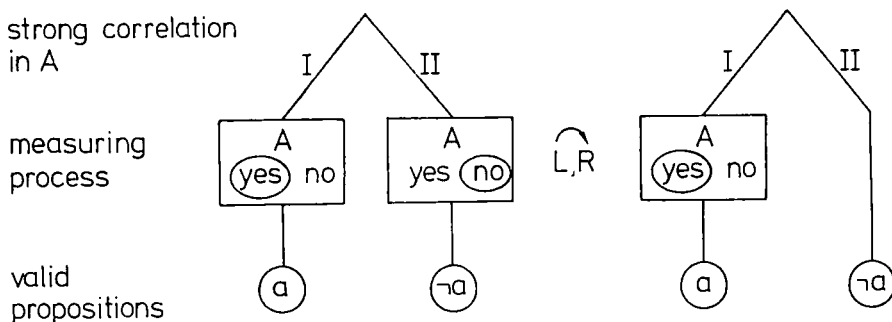 strong correlation
in A
I II
I II
measuring
process
A
yes no
A
yes no
L,R
A
yes no
valid
propositions
a
¬a
a
¬a